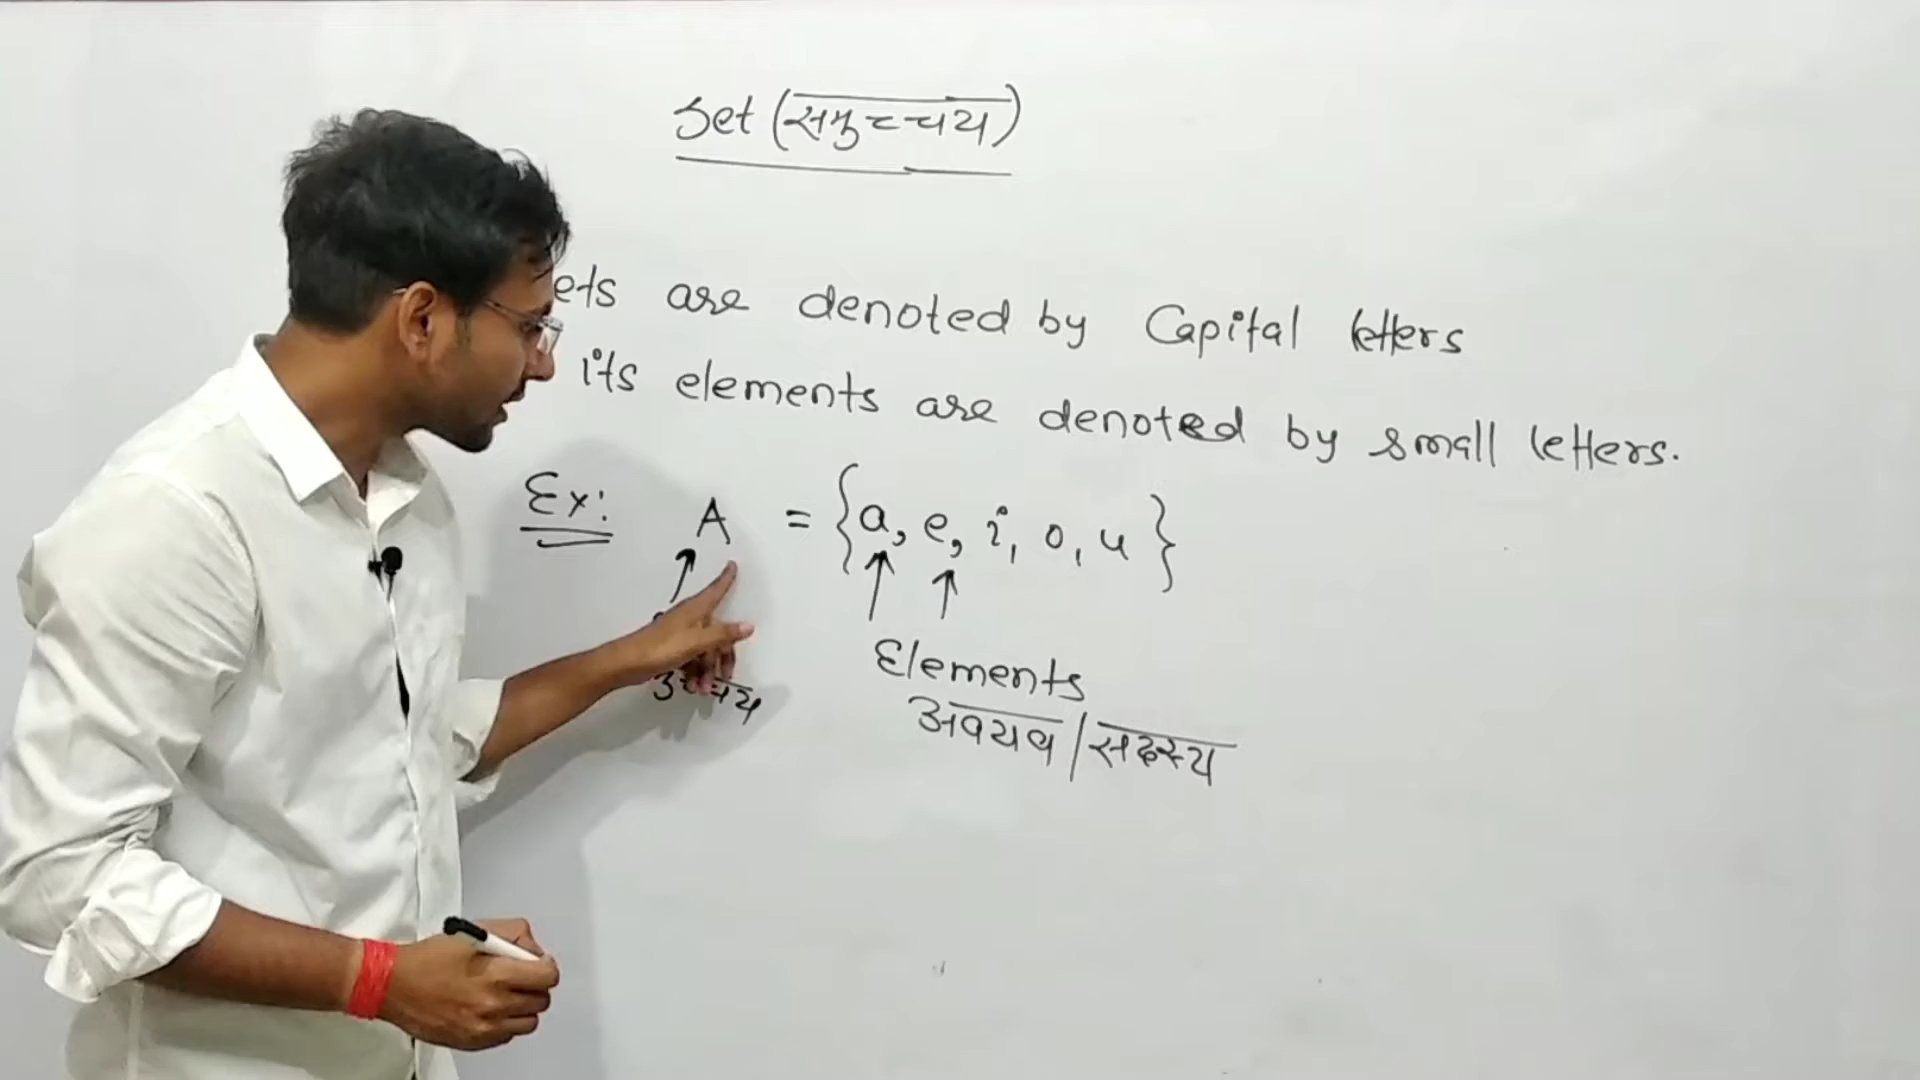 Set (समुच्चय)
ets are denoted by Capital letters
its elements are denoted by small letters.
Ex: A = {a, e, i, o, u}
Elements
अवयव/सदस्य